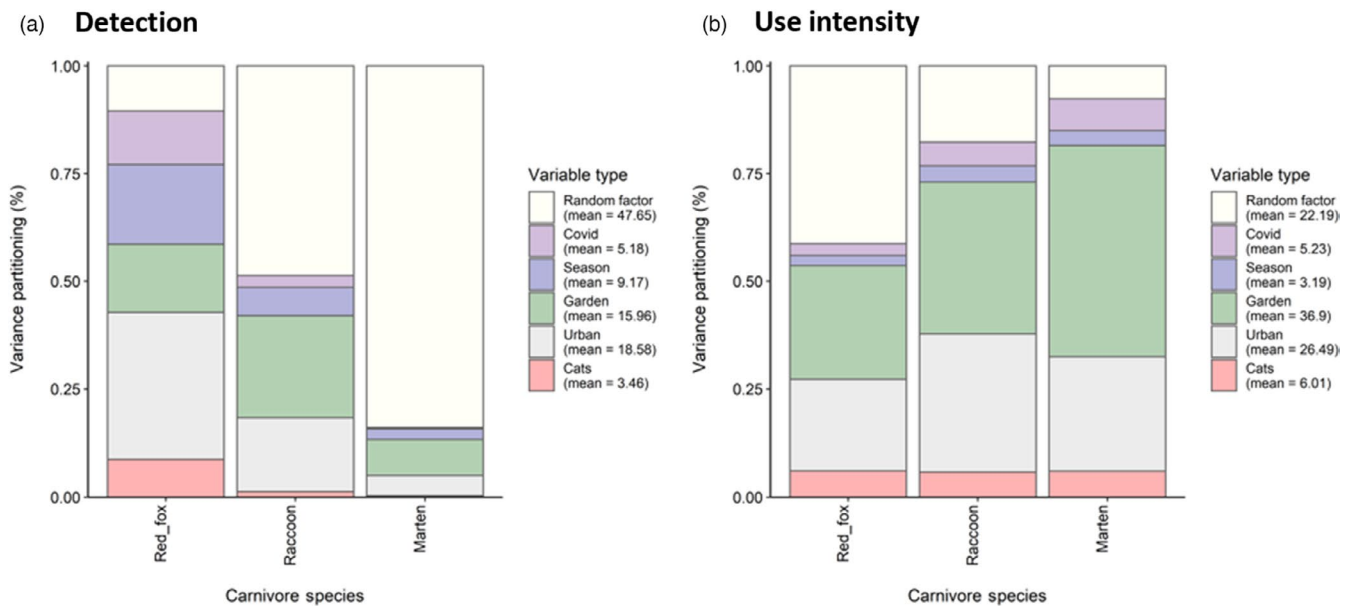 (a) Detection
Variance partitioning (%)
1.00
0.75
0.50
0.25
0.00
Red_fox
Raccoon
Marten
Carnivore species
Variable type
Random factor
(mean = 47.65)
Covid
(mean = 5.18)
Season
(mean = 9.17)
Garden
(mean = 15.96)
Urban
(mean = 18.58)
Cats
(mean = 3.46)
(b) Use intensity
Variance partitioning (%)
1.00
0.75
0.50
0.25
0.00
Red_fox
Raccoon
Marten
Carnivore species
Variable type
Random factor
(mean = 22.19)
Covid
(mean = 5.23)
Season
(mean = 3.19)
Garden
(mean = 36.9)
Urban
(mean = 26.49)
Cats
(mean = 6.01)